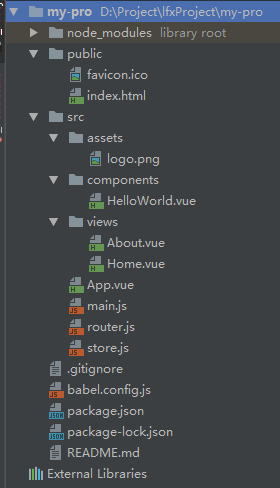 my-pro D:\Project\lfxProject\my-pro
node_modules library root
public
favicon.ico
index.html
src
assets
logo.png
components
HelloWorld.vue
views
About.vue
Home.vue
App.vue
main.js
router.js
store.js
.gitignore
babel.config.js
package.json
package-lock.json
README.md
External Libraries